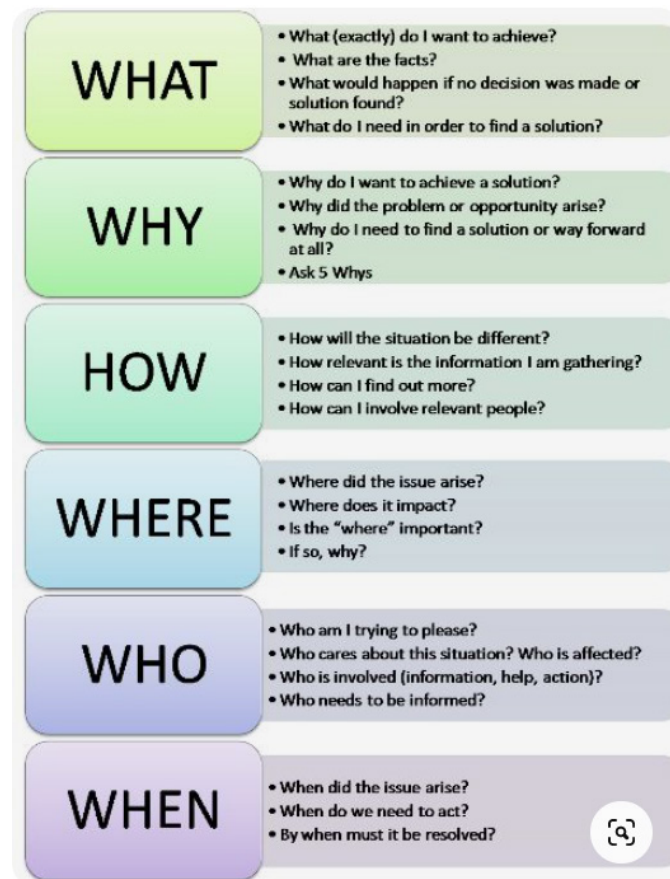 WHAT
• What (exactly) do I want to achieve?
• What are the facts?
• What would happen if no decision was made or
solution found?
• What do I need in order to find a solution?
WHY
• Why do I want to achieve a solution?
• Why did the problem or opportunity arise?
• Why do I need to find a solution or way forward
at all?
• Ask 5 Whys
HOW
• How will the situation be different?
• How relevant is the information I am gathering?
• How can I find out more?
• How can I involve relevant people?
WHERE
• Where did the issue arise?
• Where does it impact?
• Is the “where” important?
• If so, why?
WHO
• Who am I trying to please?
• Who cares about this situation? Who is affected?
• Who is involved (information, help, action)?
• Who needs to be informed?
WHEN
• When did the issue arise?
• When do we need to act?
• By when must it be resolved?